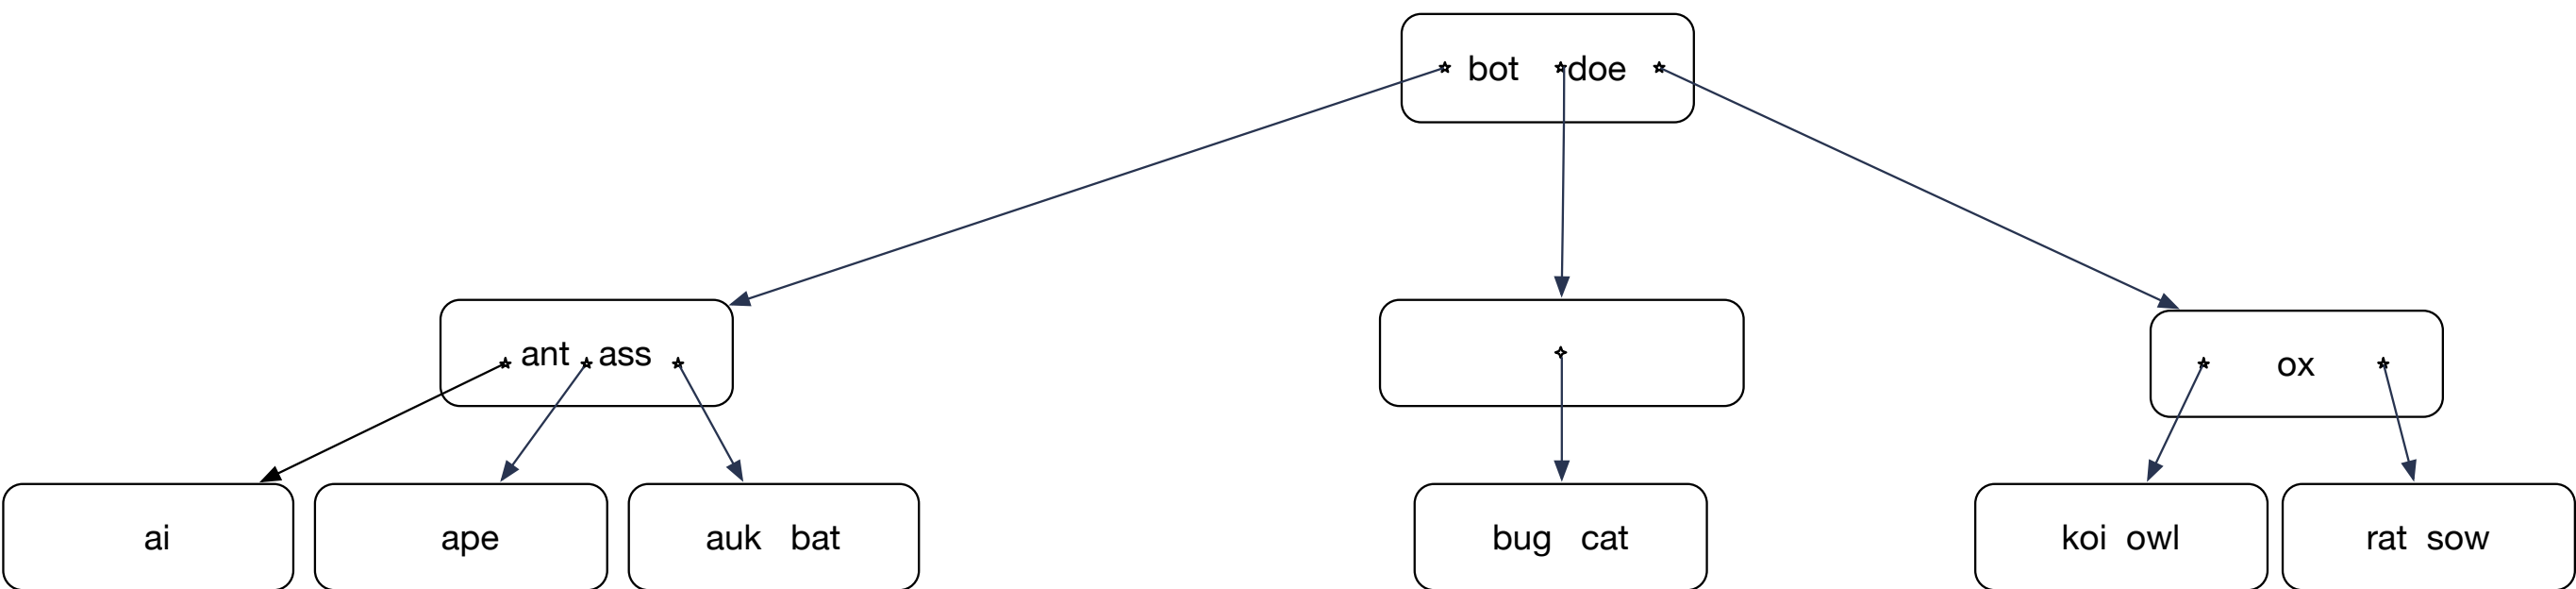 bot doe
ant ass
ox
ai
ape
auk bat
bug cat
koi owl
rat sow